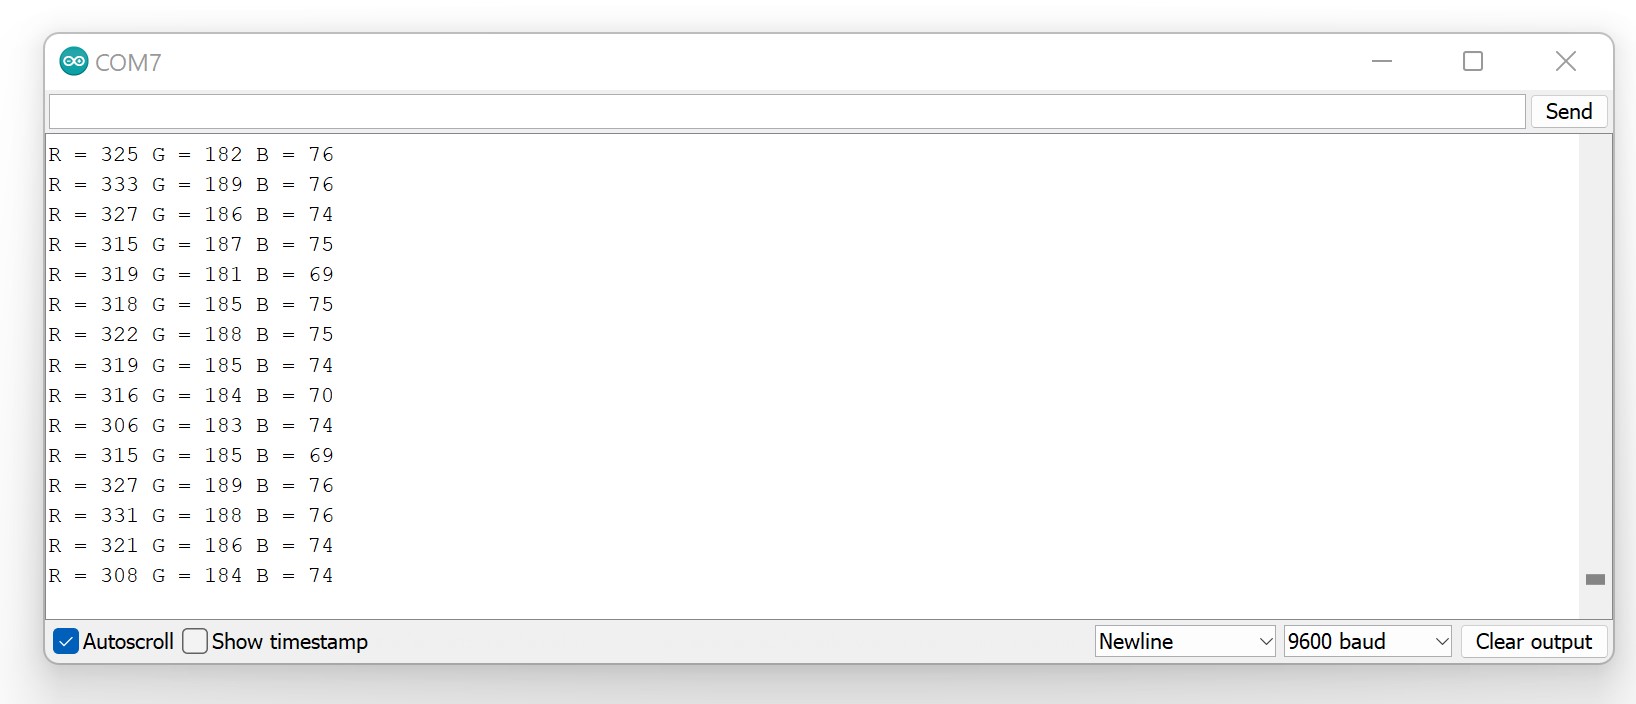 COM7
Send
R = 325 G = 182 B = 76
R = 333 G = 189 B = 76
R = 327 G = 186 B = 74
R = 315 G = 187 B = 75
R = 319 G = 181 B = 69
R = 318 G = 185 B = 75
R = 322 G = 188 B = 75
R = 319 G = 185 B = 74
R = 316 G = 184 B = 70
R = 306 G = 183 B = 74
R = 315 G = 185 B = 69
R = 327 G = 189 B = 76
R = 331 G = 188 B = 76
R = 321 G = 186 B = 74
R = 308 G = 184 B = 74
Autoscroll Show timestamp Newline 9600 baud Clear output